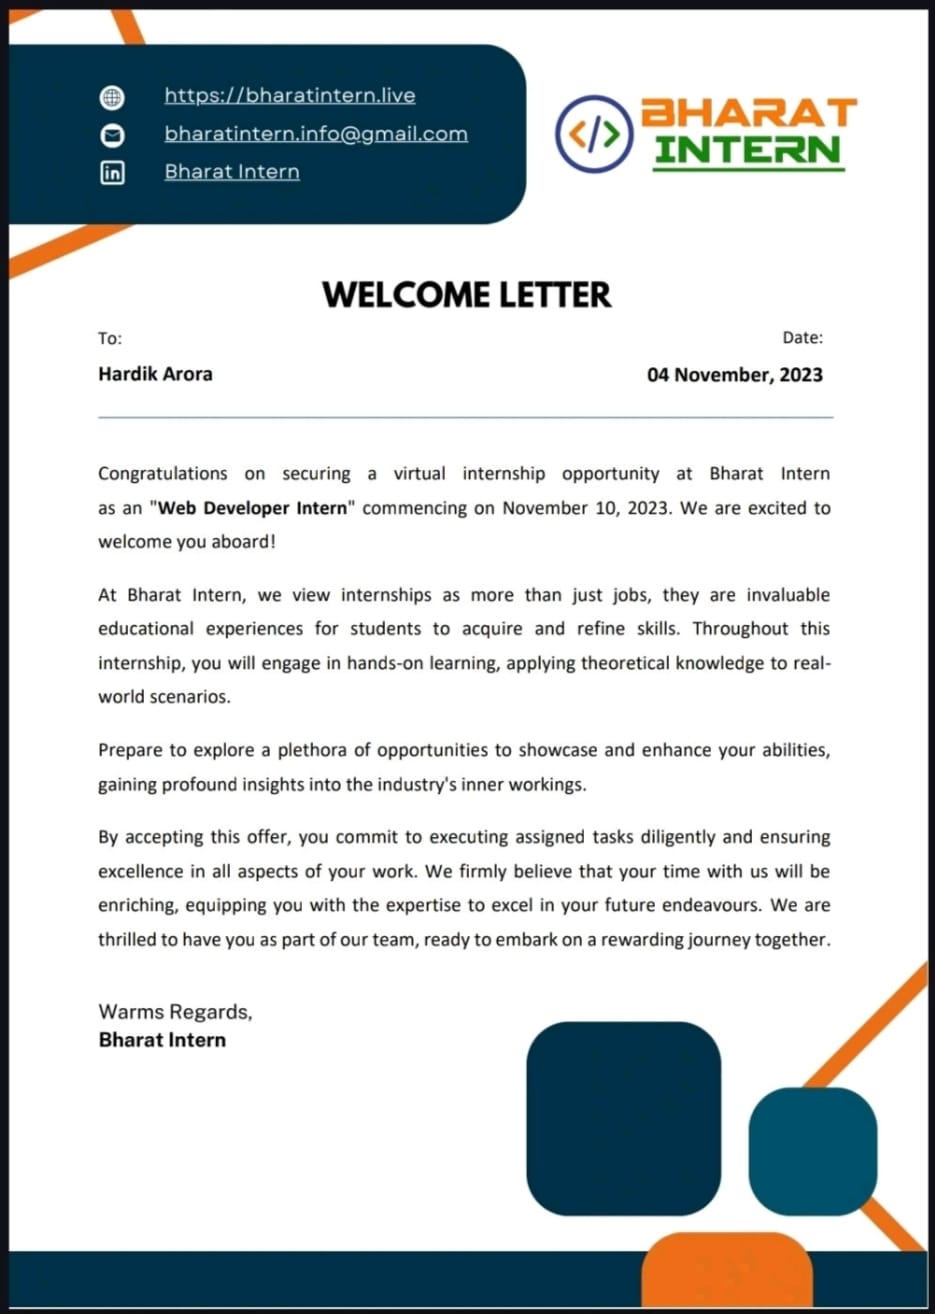 https://bharatintern.live
bharatintern.info@gmail.com
Bharat Intern
</> BHARAT
INTERN
WELCOME LETTER
To:
Date:
Hardik Arora
04 November, 2023
Congratulations on securing a virtual internship opportunity at Bharat Intern
as an "Web Developer Intern" commencing on November 10, 2023. We are excited to
welcome you aboard!
At Bharat Intern, we view internships as more than just jobs, they are invaluable
educational experiences for students to acquire and refine skills. Throughout this
internship, you will engage in hands-on learning, applying theoretical knowledge to real-
world scenarios.
Prepare to explore a plethora of opportunities to showcase and enhance your abilities,
gaining profound insights into the industry's inner workings.
By accepting this offer, you commit to executing assigned tasks diligently and ensuring
excellence in all aspects of your work. We firmly believe that your time with us will be
enriching, equipping you with the expertise to excel in your future endeavours. We are
thrilled to have you as part of our team, ready to embark on a rewarding journey together.
Warms Regards,
Bharat Intern